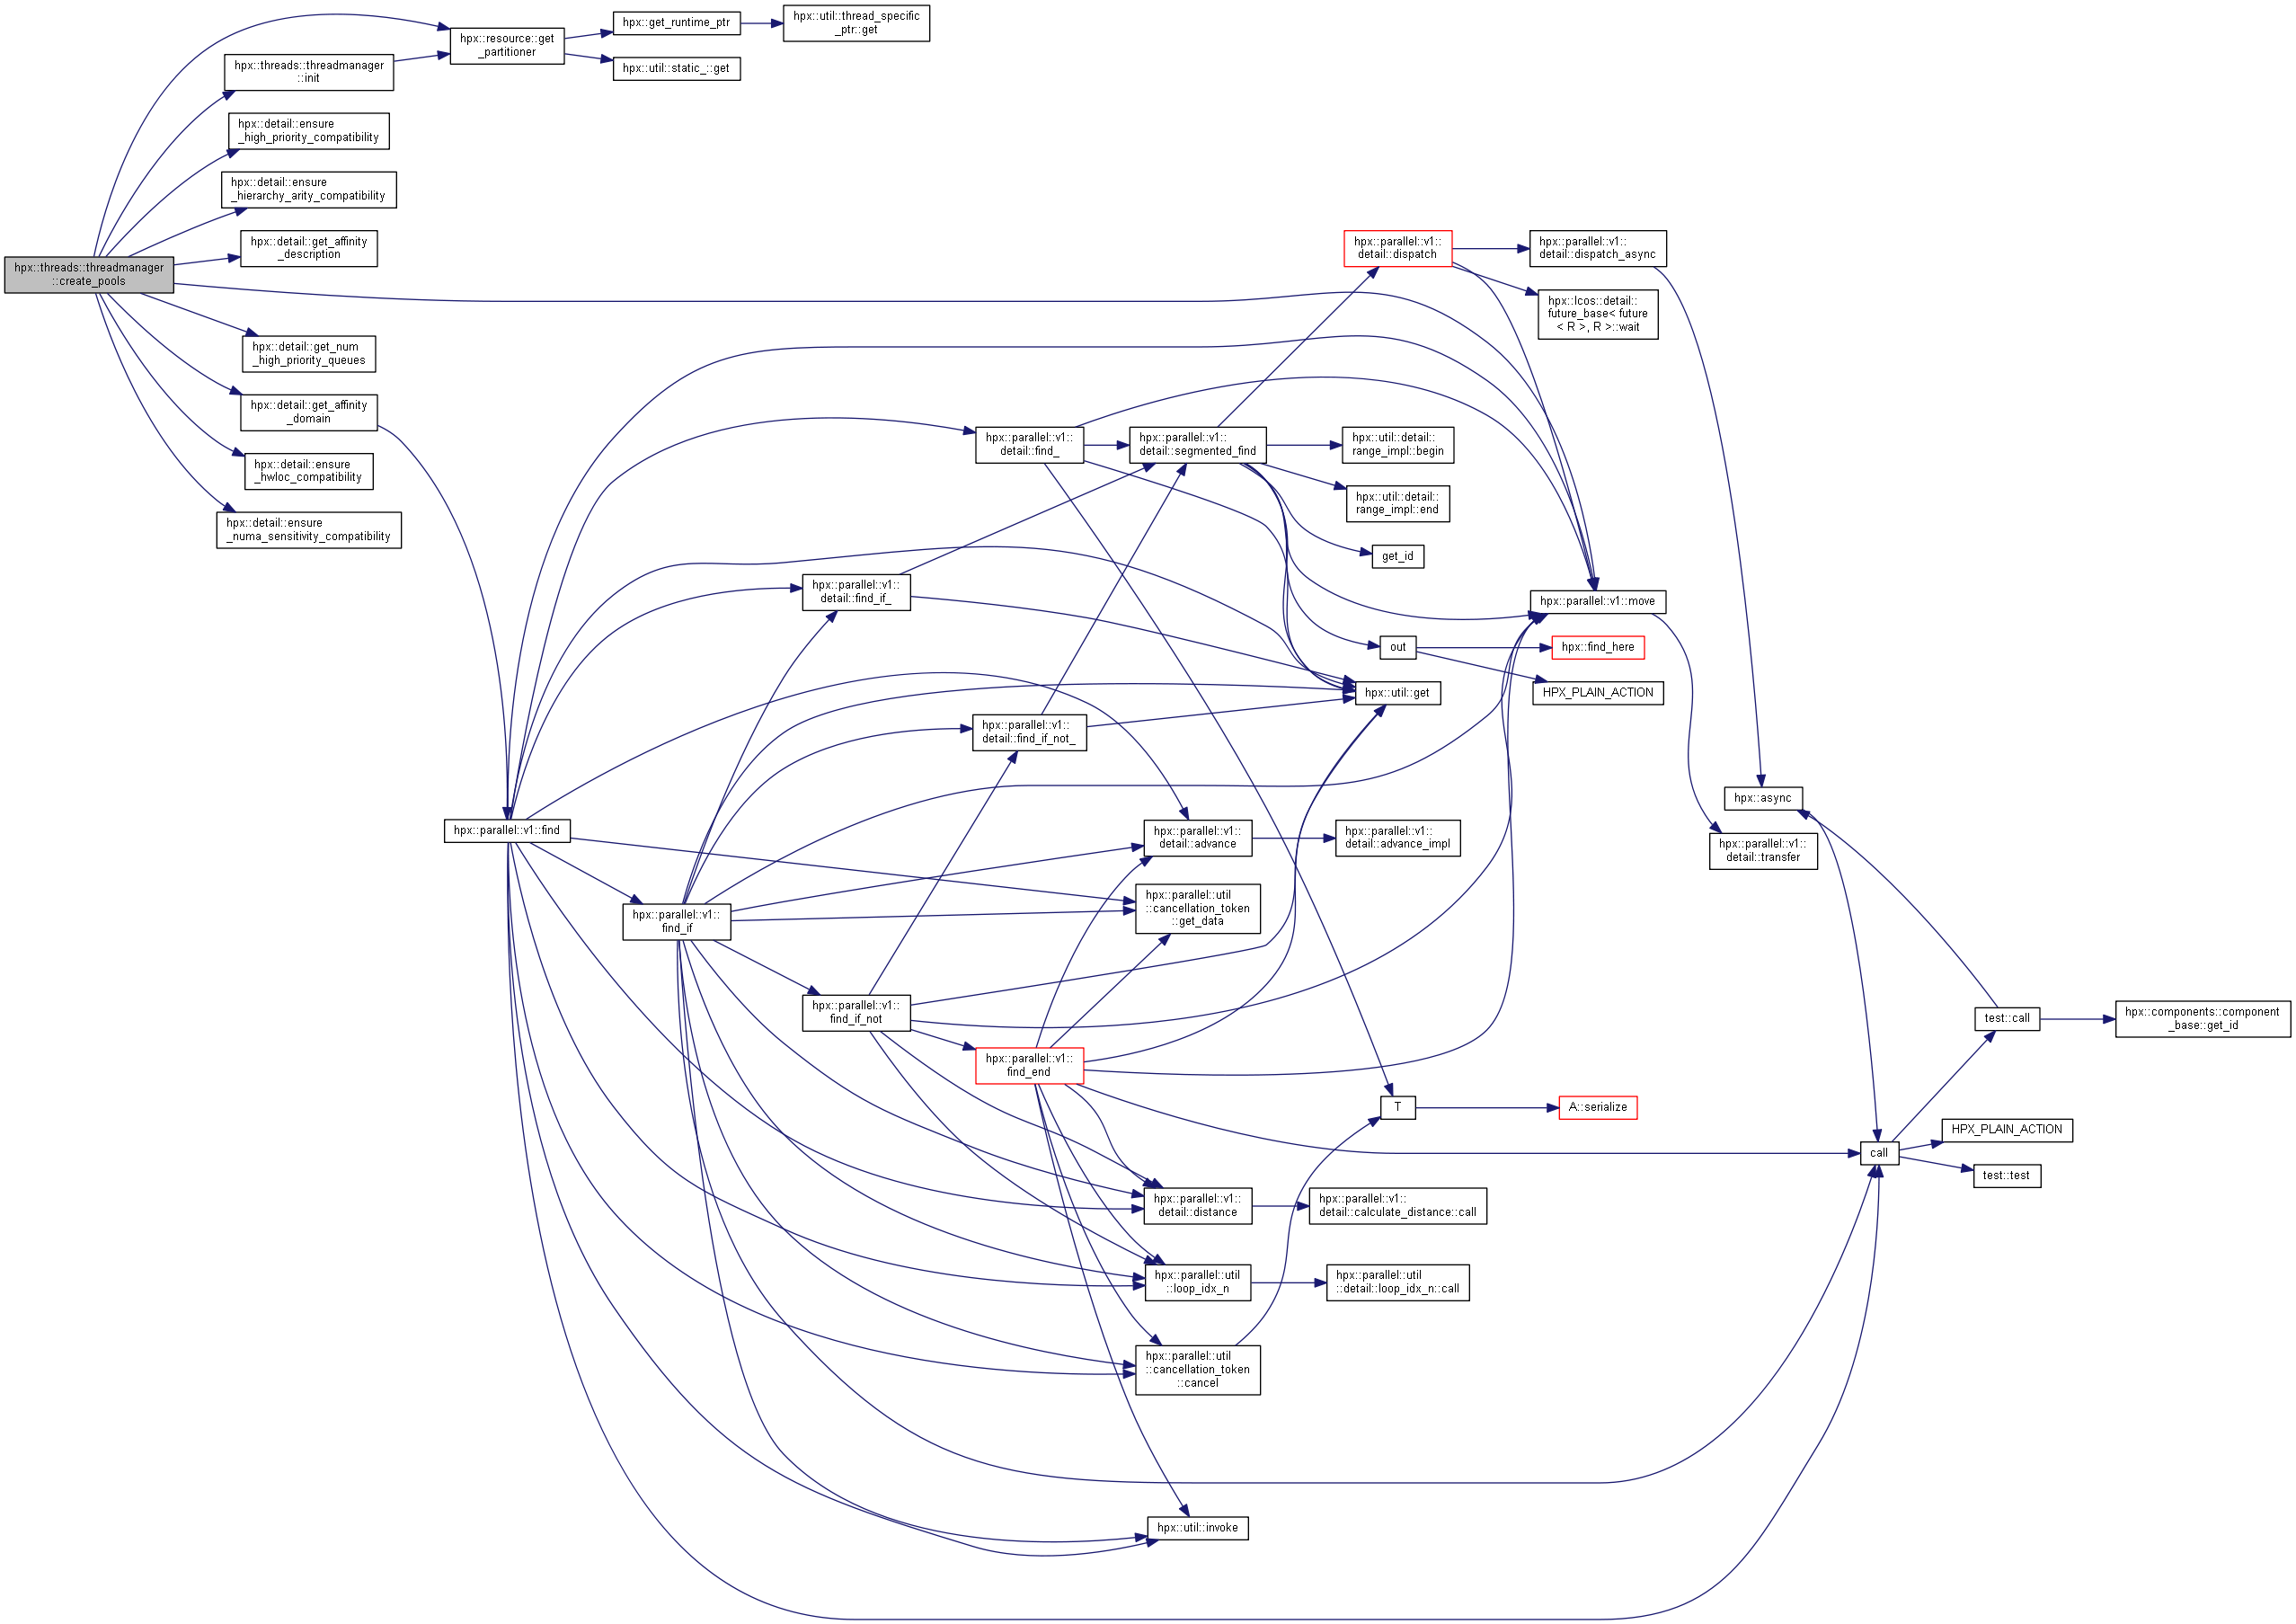 hpx::threads::threadmanager
::create_pools
hpx::resource::get
_partitioner
hpx::get_runtime_ptr
hpx::util::thread_specific
_ptr::get
hpx::util::static_::get
hpx::threads::threadmanager
::init
hpx::detail::ensure
_high_priority_compatibility
hpx::detail::ensure
_hierarchy_arity_compatibility
hpx::detail::get_affinity
_description
hpx::detail::get_num
_high_priority_queues
hpx::detail::get_affinity
_domain
hpx::detail::ensure
_hwloc_compatibility
hpx::detail::ensure
_numa_sensitivity_compatibility
hpx::parallel::v1::find
hpx::parallel::v1::
find_if
hpx::parallel::v1::
detail::find_if_
hpx::parallel::v1::
find_if_not
hpx::parallel::v1::
detail::find_
hpx::parallel::v1::
detail::find_if_not_
hpx::parallel::v1::
find_end
hpx::parallel::v1::
detail::segmented_find
hpx::parallel::v1::
detail::advance
hpx::parallel::util
::cancellation_token
::get_data
hpx::parallel::v1::
detail::distance
hpx::parallel::util
::loop_idx_n
hpx::parallel::util
::cancellation_token
::cancel
hpx::util::invoke
hpx::parallel::v1::
detail::dispatch
hpx::util::detail::
range_impl::begin
hpx::util::detail::
range_impl::end
get_id
out
hpx::util::get
hpx::parallel::v1::
detail::advance_impl
T
hpx::parallel::v1::
detail::calculate_distance::call
hpx::parallel::util
::detail::loop_idx_n::call
hpx::parallel::v1::
detail::dispatch_async
hpx::lcos::detail::
future_base< future
< R >, R >::wait
hpx::parallel::v1::move
hpx::find_here
HPX_PLAIN_ACTION
A::serialize
hpx::async
hpx::parallel::v1::
detail::transfer
call
test::call
HPX_PLAIN_ACTION
test::test
hpx::components::component
_base::get_id